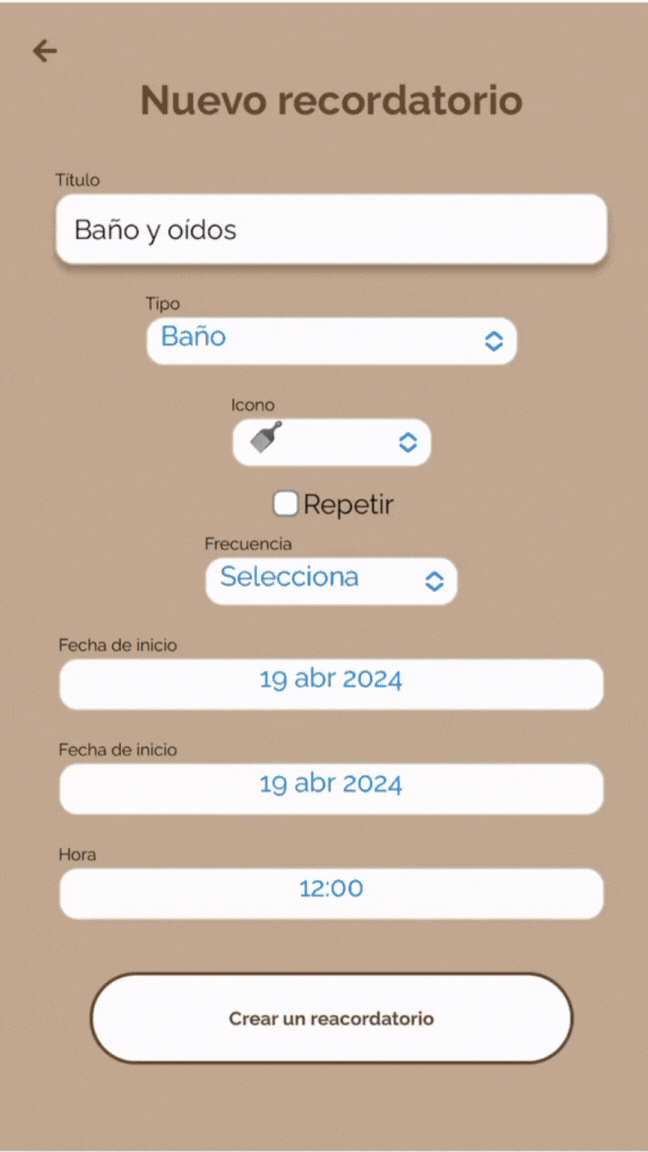 Nuevo recordatorio
Título
Baño y oídos
Tipo
Baño
Icono
Repetir
Frecuencia
Selecciona
Fecha de inicio
19 abr 2024
Fecha de inicio
19 abr 2024
Hora
12:00
Crear un reacordatorio